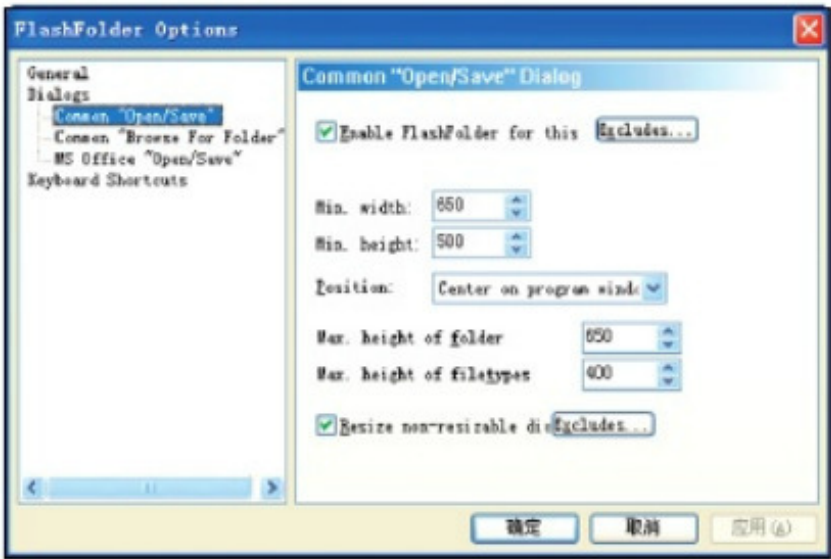 FlashFolder Options
General
Dialogs
Common "Open/Save"
Common "Browse For Folder"
MS Office "Open/Save"
Keyboard Shortcuts
Common "Open/Save" Dialog
Enable FlashFolder for this Excludes...
Min. width: 650
Min. height: 500
Position: Center on program windo
Max. height of folder 650
Max. height of filetypes 400
Resize non-resizable di Excludes...
确定 取消 应用(A)